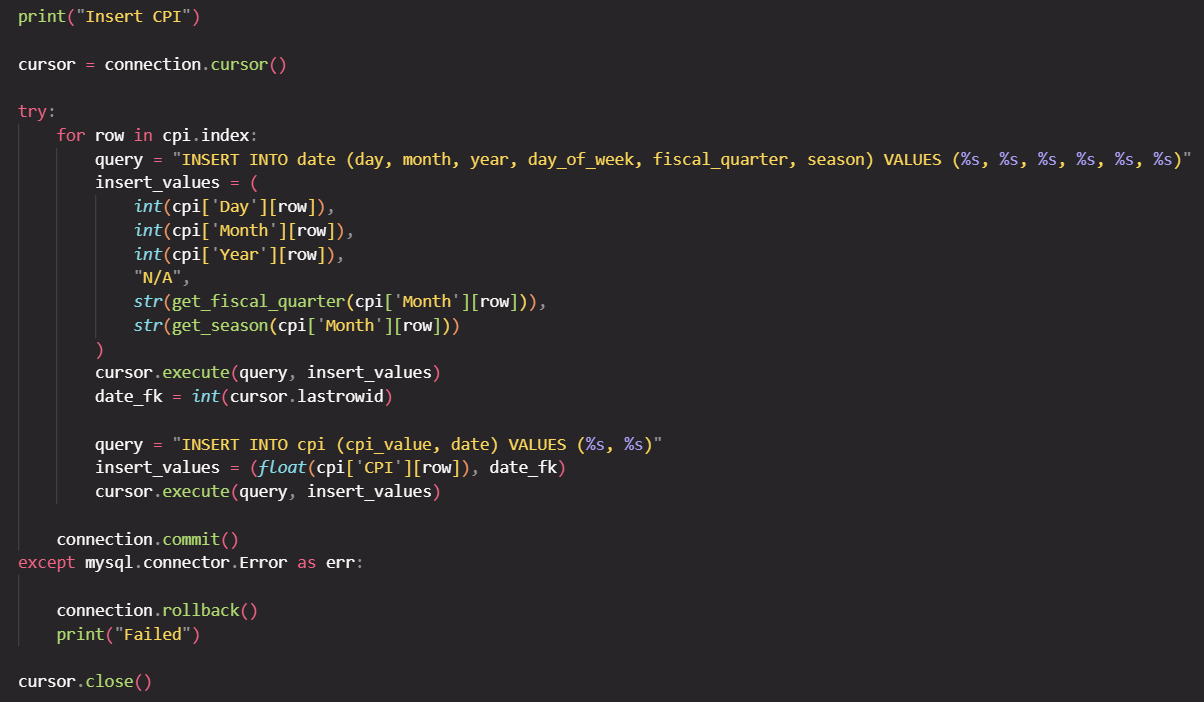 print("Insert CPI")
cursor = connection.cursor()
try:
for row in cpi.index:
query = "INSERT INTO date (day, month, year, day_of_week, fiscal_quarter, season) VALUES (%s, %s, %s, %s, %s, %s)"
insert_values = (
int(cpi['Day'][row]),
int(cpi['Month'][row]),
int(cpi['Year'][row]),
"N/A",
str(get_fiscal_quarter(cpi['Month'][row])),
str(get_season(cpi['Month'][row]))
)
cursor.execute(query, insert_values)
date_fk = int(cursor.lastrowid)
query = "INSERT INTO cpi (cpi_value, date) VALUES (%s, %s)"
insert_values = (float(cpi['CPI'][row]), date_fk)
cursor.execute(query, insert_values)
connection.commit()
except mysql.connector.Error as err:
connection.rollback()
print("Failed")
cursor.close()